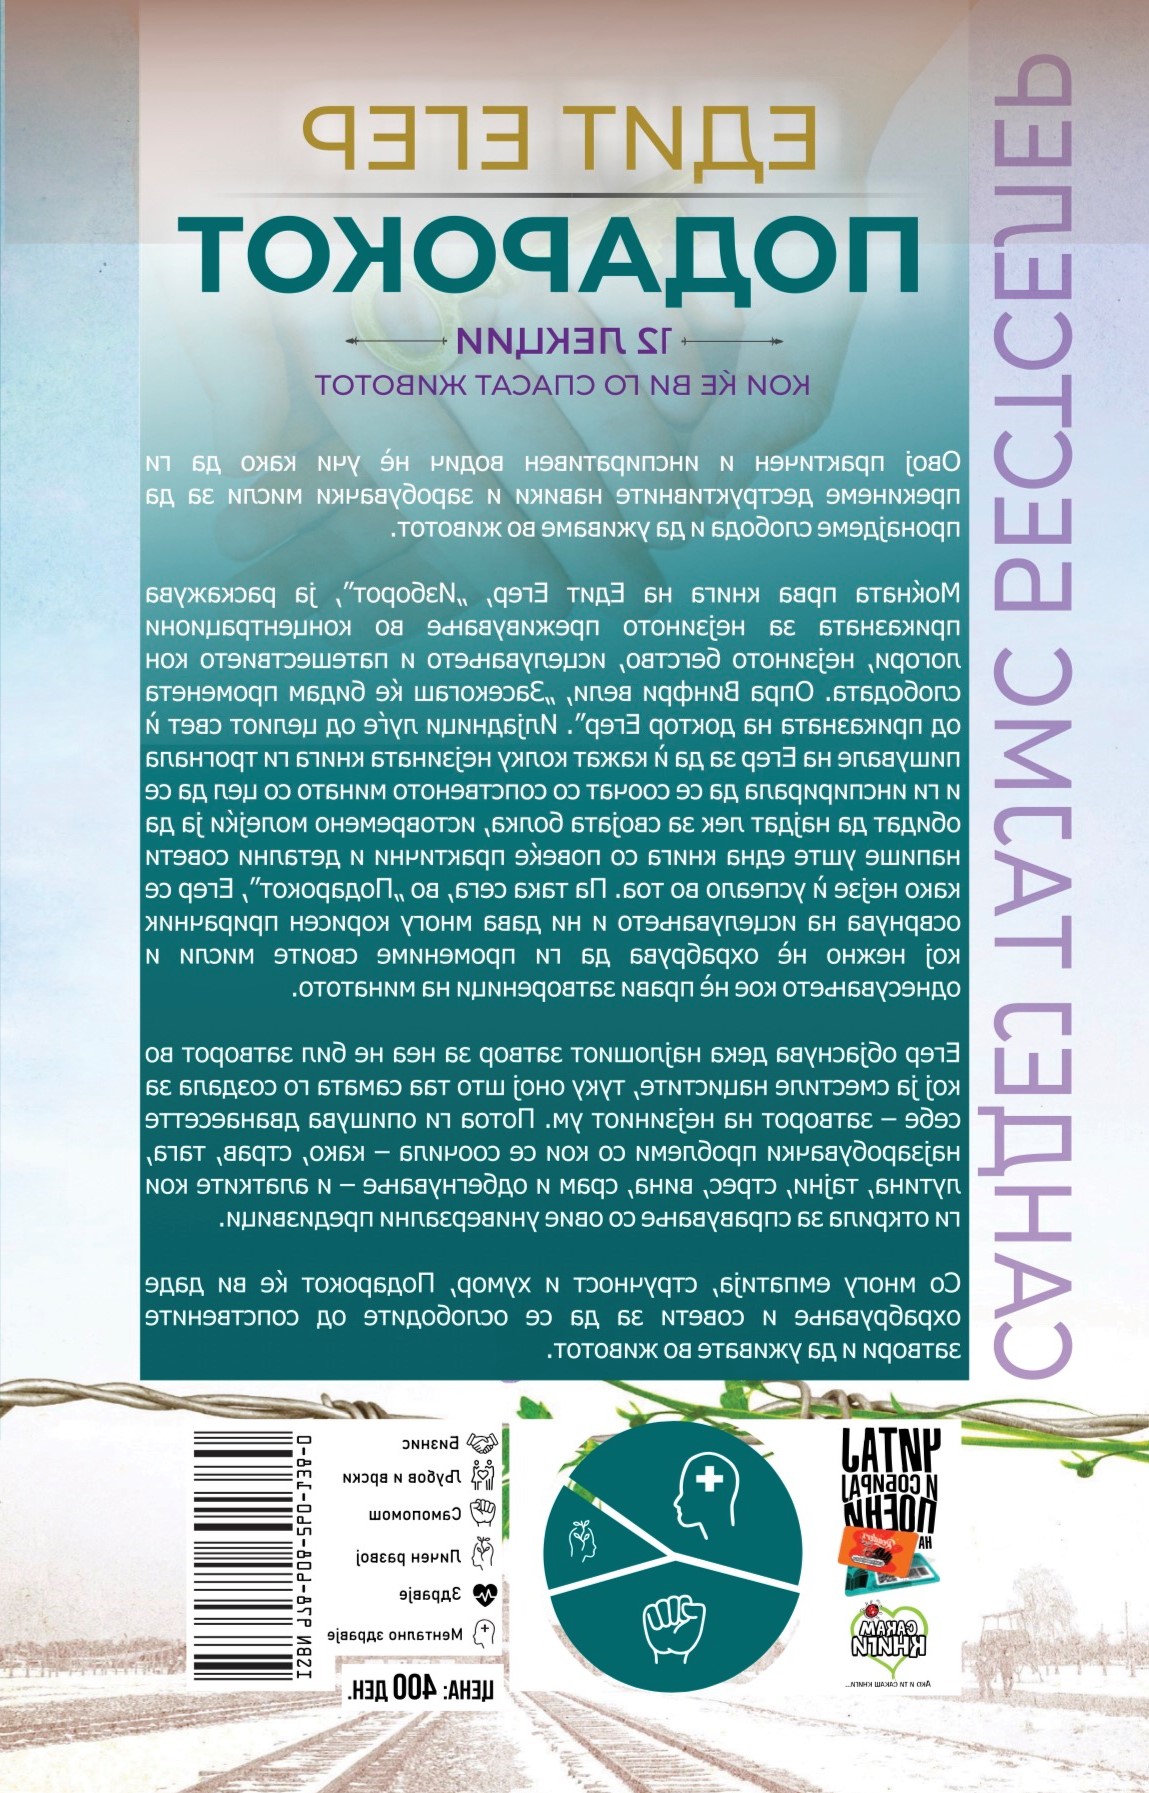 ЕДИТ ЕГЕР
ПОДАРОКОТ
12 ЛЕКЦИИ
КОИ ЌЕ ВИ ГО СПАСАТ ЖИВОТОТ
Овој практичен и инспиративен водич нѐ учи како да ги
прекинеме деструктивните навики и заробувачки мисли за да
пронајдеме слобода и да уживаме во животот.
Моќната прва книга на Едит Егер, „Изборот”, ја раскажува
приказната за нејзиното преживување во концентрациони
логори, нејзиното бегство, исцелувањето и патешествието кон
слободата. Опра Винфри вели, „Засекогаш ќе бидам променета
од приказната на доктор Егер”. Илјадници луѓе од целиот свет ѝ
пишувале на Егер за да ѝ кажат колку нејзината книга ги трогнала
и ги инспирирала да се соочат со сопственото минато со цел да се
обидат да најдат лек за својата болка, истовремено молејќи ја да
напише уште една книга со повеќе практични и детални совети
како нејзе ѝ успеало во тоа. Па така сега, во „Подарокот”, Егер се
осврнува на исцелувањето и ни дава многу корисен прирачник
кој нежно нѐ охрабрува да ги промениме своите мисли и
однесувањето кое нѐ прави затвореници на минатото.
Егер објаснува дека најлошиот затвор за неа не бил затворот во
кој ја сместиле нацистите, туку оној што таа самата го создала за
себе – затворот на нејзиниот ум. Потоа ги опишува дванаесетте
најзаробувачки проблеми со кои се соочила – како, страв, тага,
лутина, тајни, стрес, вина, срам и одбегнување – и алатките кои
ги открила за справување со овие универзални предизвици.
Со многу емпатија, стручност и хумор, Подарокот ќе ви даде
охрабрување и совети за да се ослободите од сопствените
затвори и да уживате во животот.
САНДЕЈ ТАЈМС БЕСТСЕЛЕР
ЧИТАЈ
И СОБИРАЈ
ПОЕНИ
НА
САКАМ
КНИГИ
АКО И ТИ САКАШ КНИГИ...
Бизнис
Љубов и врски
Самопомош
Личен развој
Здравје
Ментално здравје
ЦЕНА: 400 ДЕН.
ISBN 978-608-250-138-0